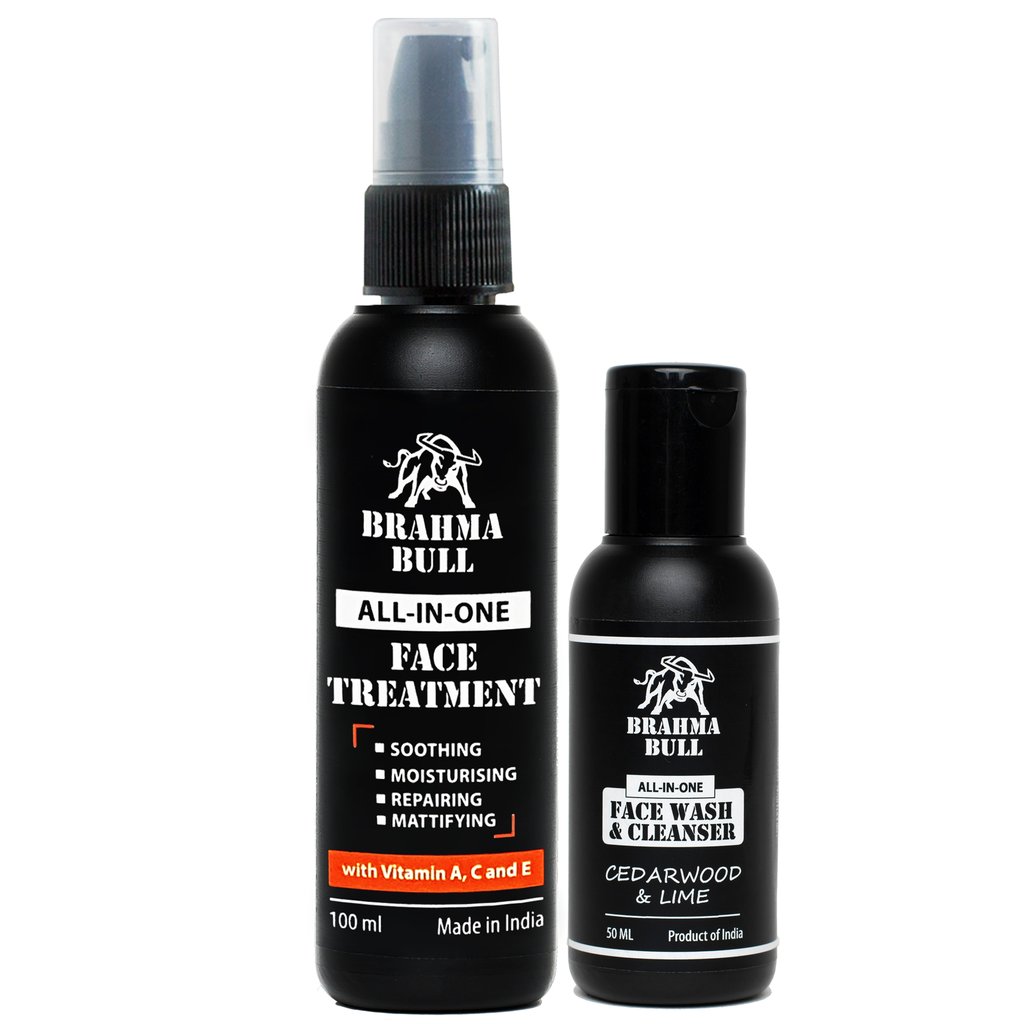 BRAHMA
BULL
ALL-IN-ONE
FACE
TREATMENT
SOOTHING
MOISTURISING
REPAIRING
MATTIFYING
with Vitamin A, C and E
100 ml Made in India
BRAHMA
BULL
ALL-IN-ONE
FACE WASH
& CLEANSER
CEDARWOOD
& LIME
50 ML Product of India